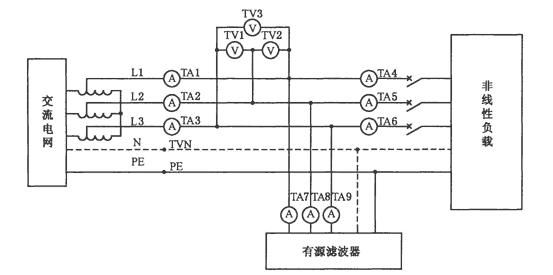 TV3
TV1 TV2
V
V V
L1 A TA1 A TA4
L2 A TA2 A TA5
L3 A TA3 A TA6
N TVN
PE PE
交流电网
非线性负载
TA7 TA8 TA9
A A A
有源滤波器